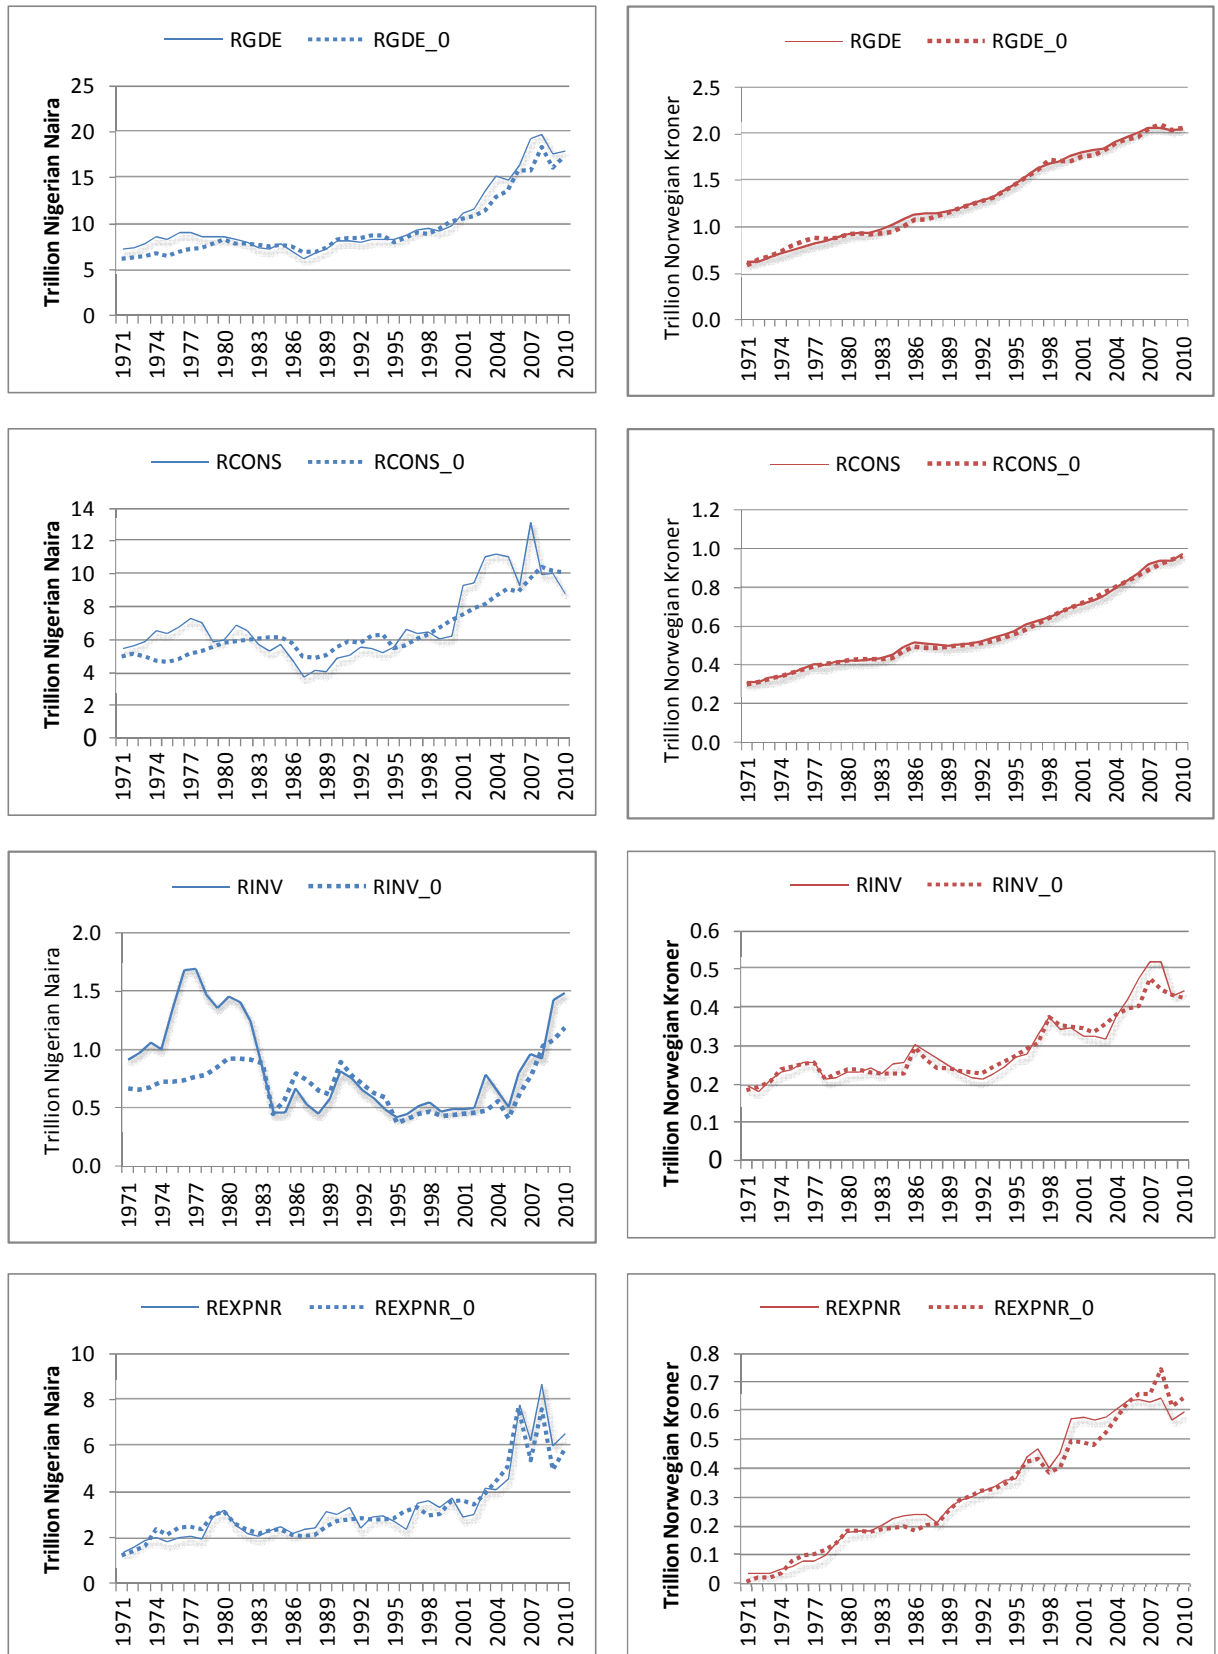 RGDE RGDE_0
Trillion Nigerian Naira
25
20
15
10
5
0
1971 1974 1977 1980 1983 1986 1989 1992 1995 1998 2001 2004 2007 2010
RGDE RGDE_0
Trillion Norwegian Kroner
2.5
2.0
1.5
1.0
0.5
0.0
1971 1974 1977 1980 1983 1986 1989 1992 1995 1998 2001 2004 2007 2010
RCONS RCONS_0
Trillion Nigerian Naira
14
12
10
8
6
4
2
0
1971 1974 1977 1980 1983 1986 1989 1992 1995 1998 2001 2004 2007 2010
RCONS RCONS_0
Trillion Norwegian Kroner
1.2
1.0
0.8
0.6
0.4
0.2
0.0
1971 1974 1977 1980 1983 1986 1989 1992 1995 1998 2001 2004 2007 2010
RINV RINV_0
Trillion Nigerian Naira
2.0
1.5
1.0
0.5
0.0
1971 1974 1977 1980 1983 1986 1989 1992 1995 1998 2001 2004 2007 2010
RINV RINV_0
Trillion Norwegian Kroner
0.6
0.5
0.4
0.3
0.2
0.1
0
1971 1974 1977 1980 1983 1986 1989 1992 1995 1998 2001 2004 2007 2010
REXPNR REXPNR_0
Trillion Nigerian Naira
10
8
6
4
2
0
1971 1974 1977 1980 1983 1986 1989 1992 1995 1998 2001 2004 2007 2010
REXPNR REXPNR_0
Trillion Norwegian Kroner
0.8
0.7
0.6
0.5
0.4
0.3
0.2
0.1
0
1971 1974 1977 1980 1983 1986 1989 1992 1995 1998 2001 2004 2007 2010